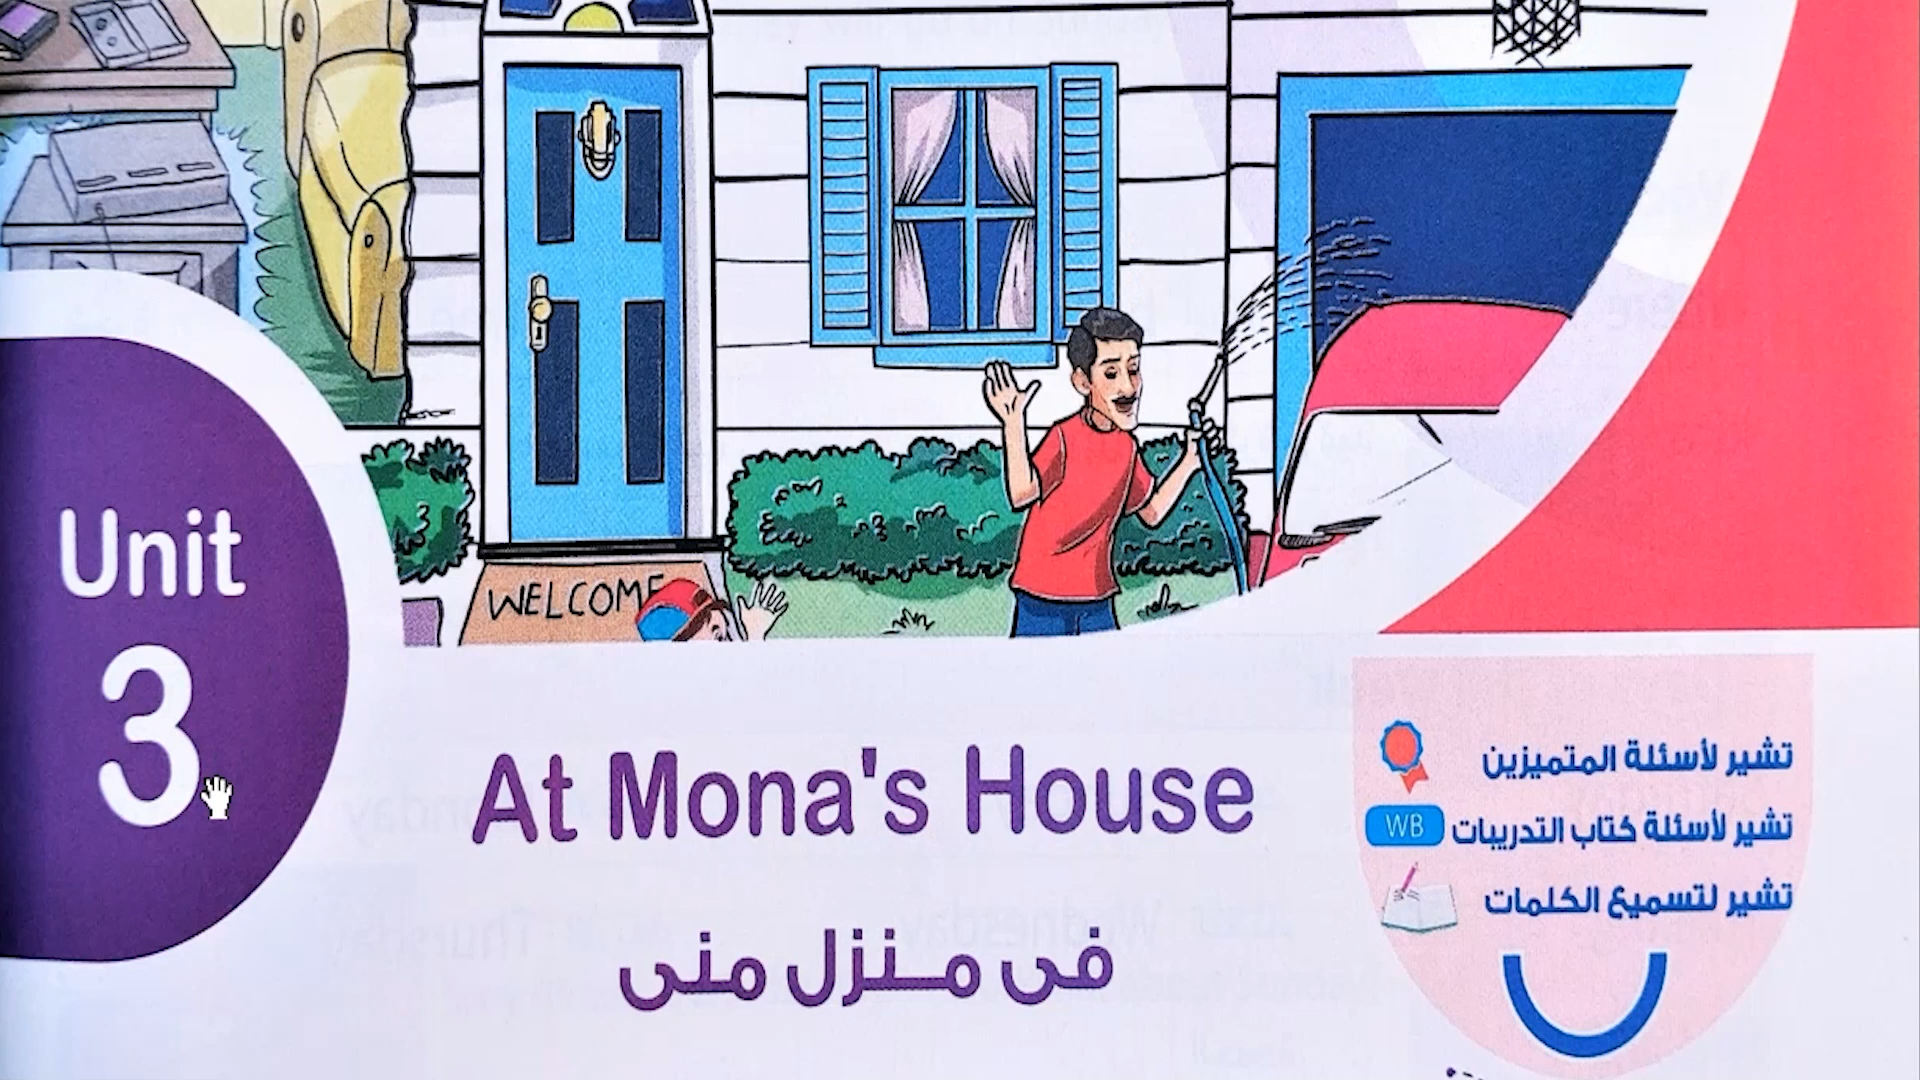 WELCOME
Unit
3
At Mona's House
فى منزل منى
تشير لأسئلة المتميزين
WB تشير لأسئلة كتاب التدريبات
تشير لتسميع الكلمات